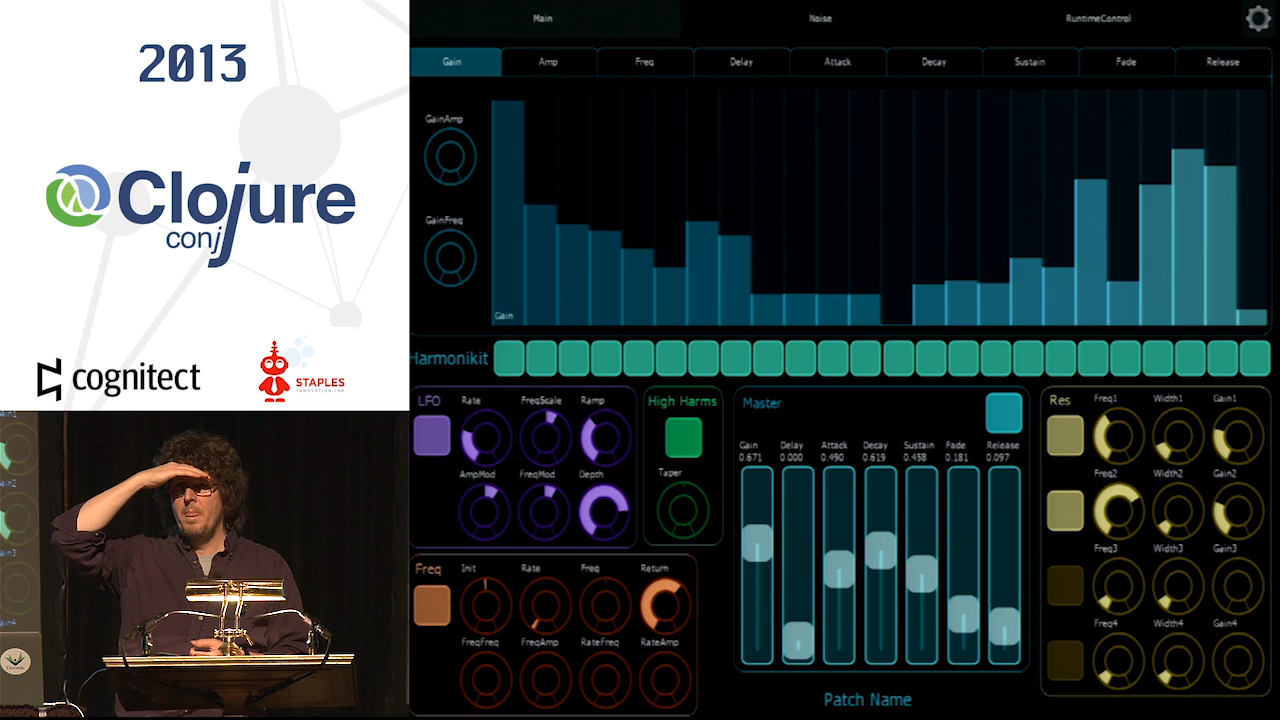 2013
Clojure
conj
cognitect
STAPLES
INNOVATION LAB
Main Noise RuntimeControl
Gain Amp Freq Delay Attack Decay Sustain Fade Release
GainAmp
GainFreq
Gain
Harmonikit
LFO Rate FreqScale Ramp
AmpMod FreqMod Depth
High Harms
Taper
Master
Gain Delay Attack Decay Sustain Fade Release
0.671 0.000 0.490 0.619 0.458 0.181 0.097
Res Freq1 Width1 Gain1
Freq2 Width2 Gain2
Freq3 Width3 Gain3
Freq4 Width4 Gain4
Freq Init Rate Freq Return
FreqFreq FreqAmp RateFreq RateAmp
Patch Name